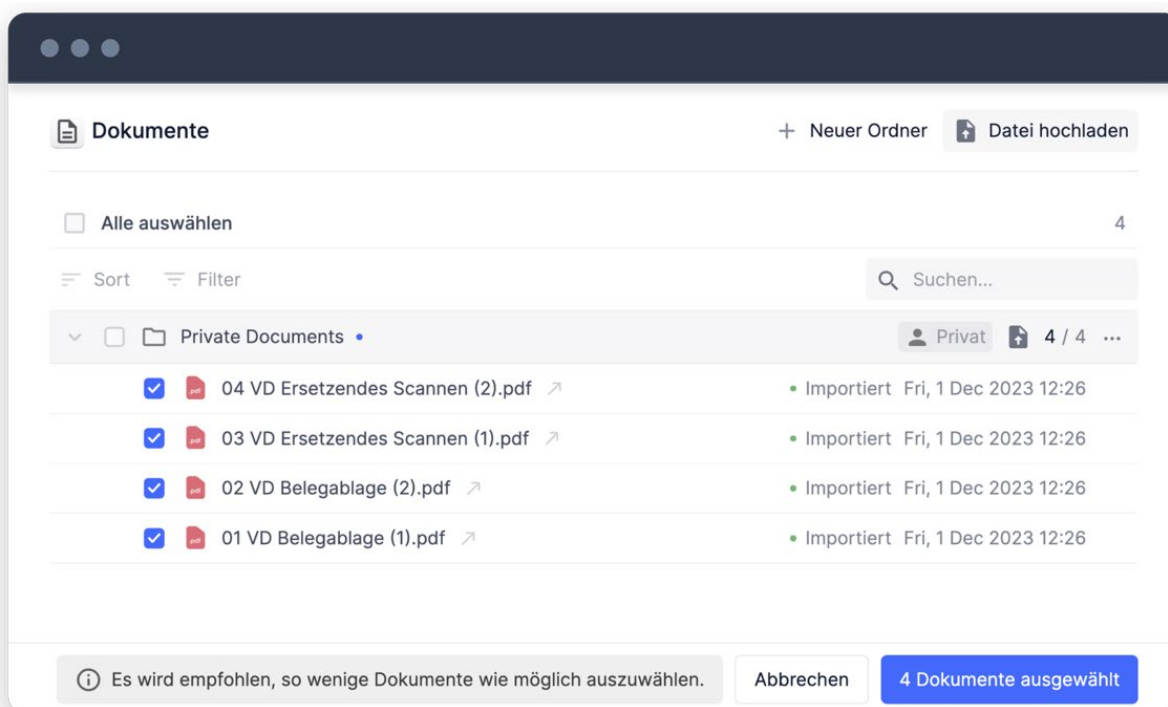 Dokumente
+ Neuer Ordner
Datei hochladen
Alle auswählen
4
Sort
Filter
Suchen...
Private Documents •
Privat
4 / 4 ...
.pdf 04 VD Ersetzendes Scannen (2).pdf
• Importiert Fri, 1 Dec 2023 12:26
.pdf 03 VD Ersetzendes Scannen (1).pdf
• Importiert Fri, 1 Dec 2023 12:26
.pdf 02 VD Belegablage (2).pdf
• Importiert Fri, 1 Dec 2023 12:26
.pdf 01 VD Belegablage (1).pdf
• Importiert Fri, 1 Dec 2023 12:26
Es wird empfohlen, so wenige Dokumente wie möglich auszuwählen.
Abbrechen
4 Dokumente ausgewählt